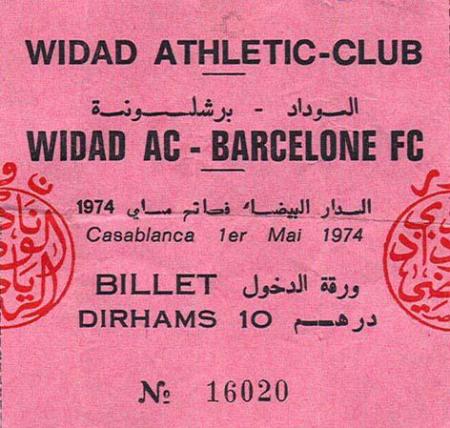 WIDAD ATHLETIC-CLUB
الوداد - برشلونة
WIDAD AC - BARCELONE FC
الدار البيضاء فاتح ماي 1974
Casablanca 1er Mai 1974
BILLET ورقة الدخول
DIRHAMS 10 درهم
№ 16020